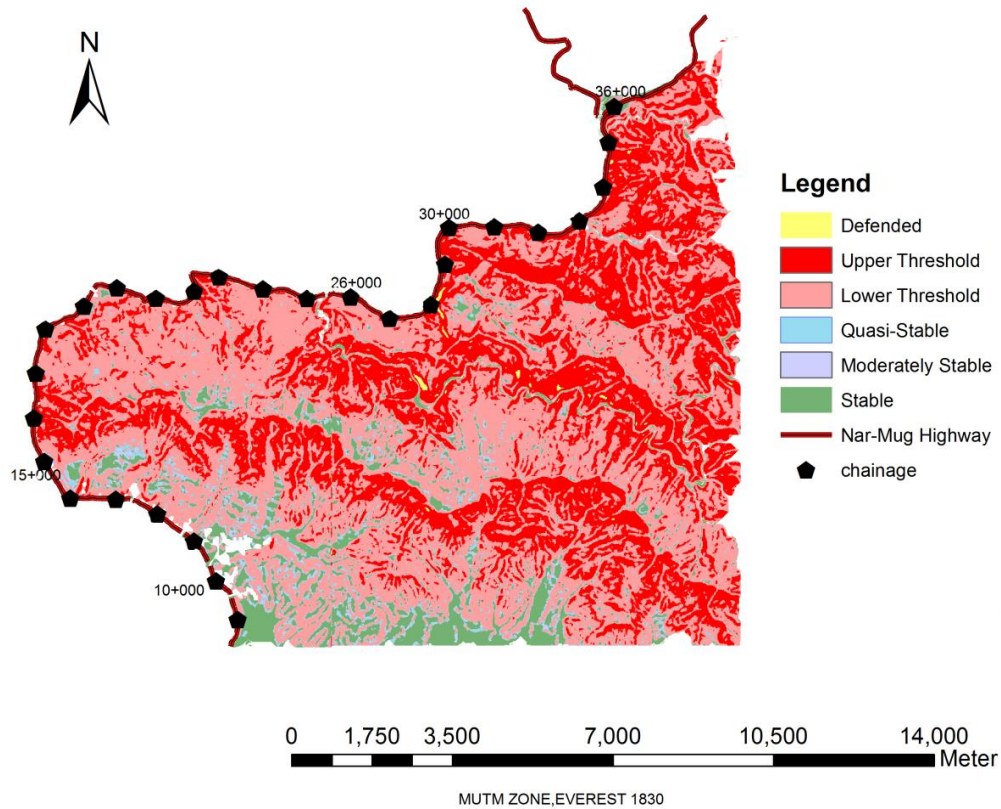 N
36+000
30+000
26+000
15+000
10+000
Legend
Defended
Upper Threshold
Lower Threshold
Quasi-Stable
Moderately Stable
Stable
Nar-Mug Highway
chainage
0 1,750 3,500 7,000 10,500 14,000
Meter
MUTM ZONE,EVEREST 1830